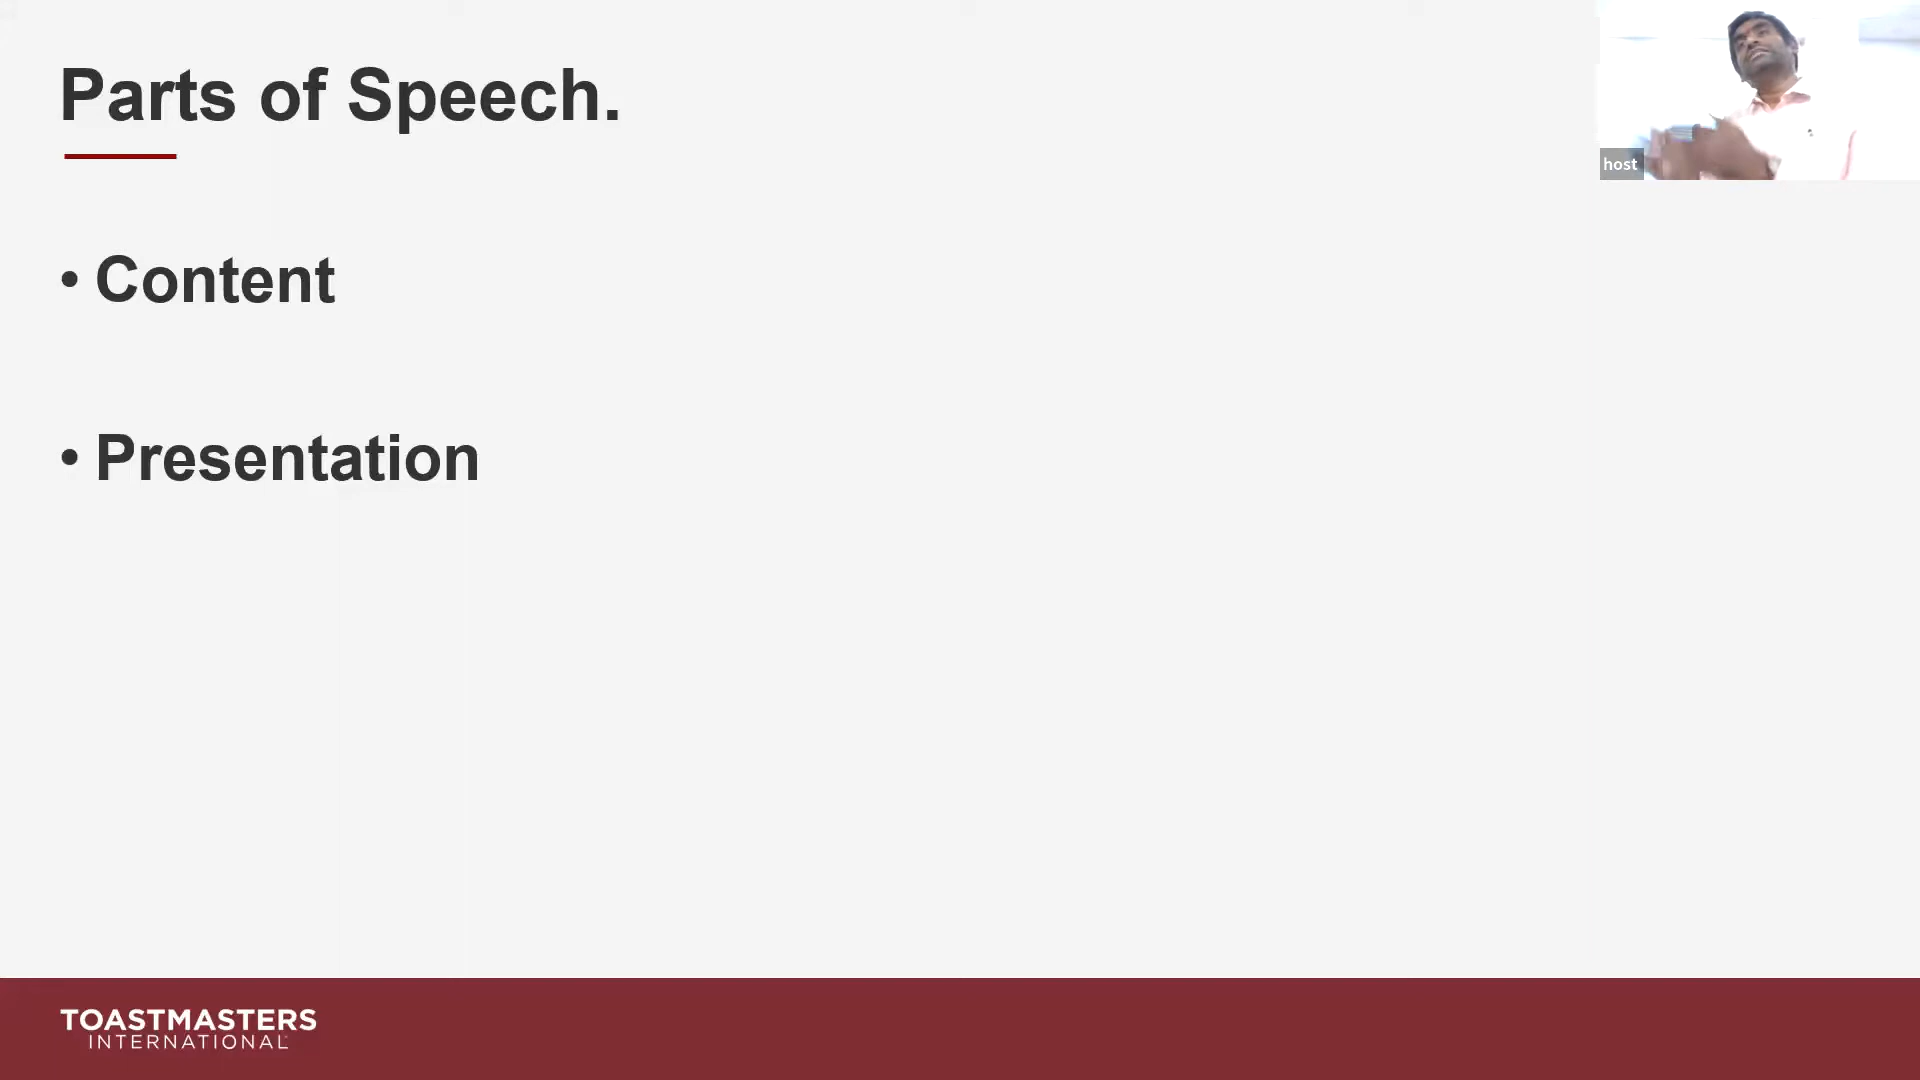 Parts of Speech.
host
• Content
• Presentation
TOASTMASTERS
INTERNATIONAL